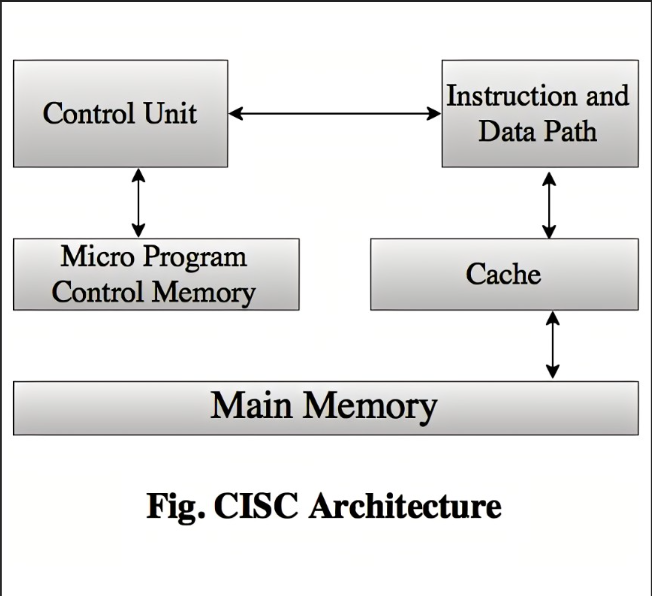 Control Unit
Instruction and
Data Path
Micro Program
Control Memory
Cache
Main Memory
Fig. CISC Architecture